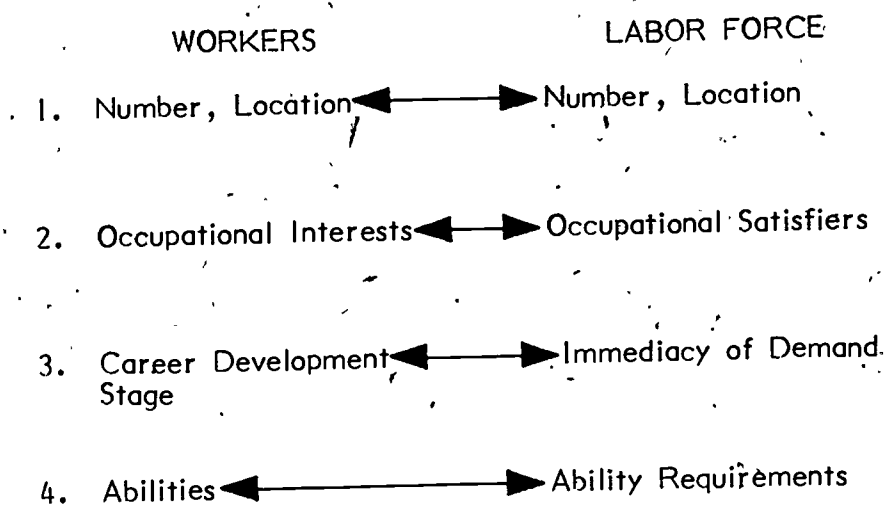 WORKERS LABOR FORCE
1. Number, Location Number, Location
2. Occupational Interests Occupational Satisfiers
3. Career Development Immediacy of Demand
Stage
4. Abilities Ability Requirements